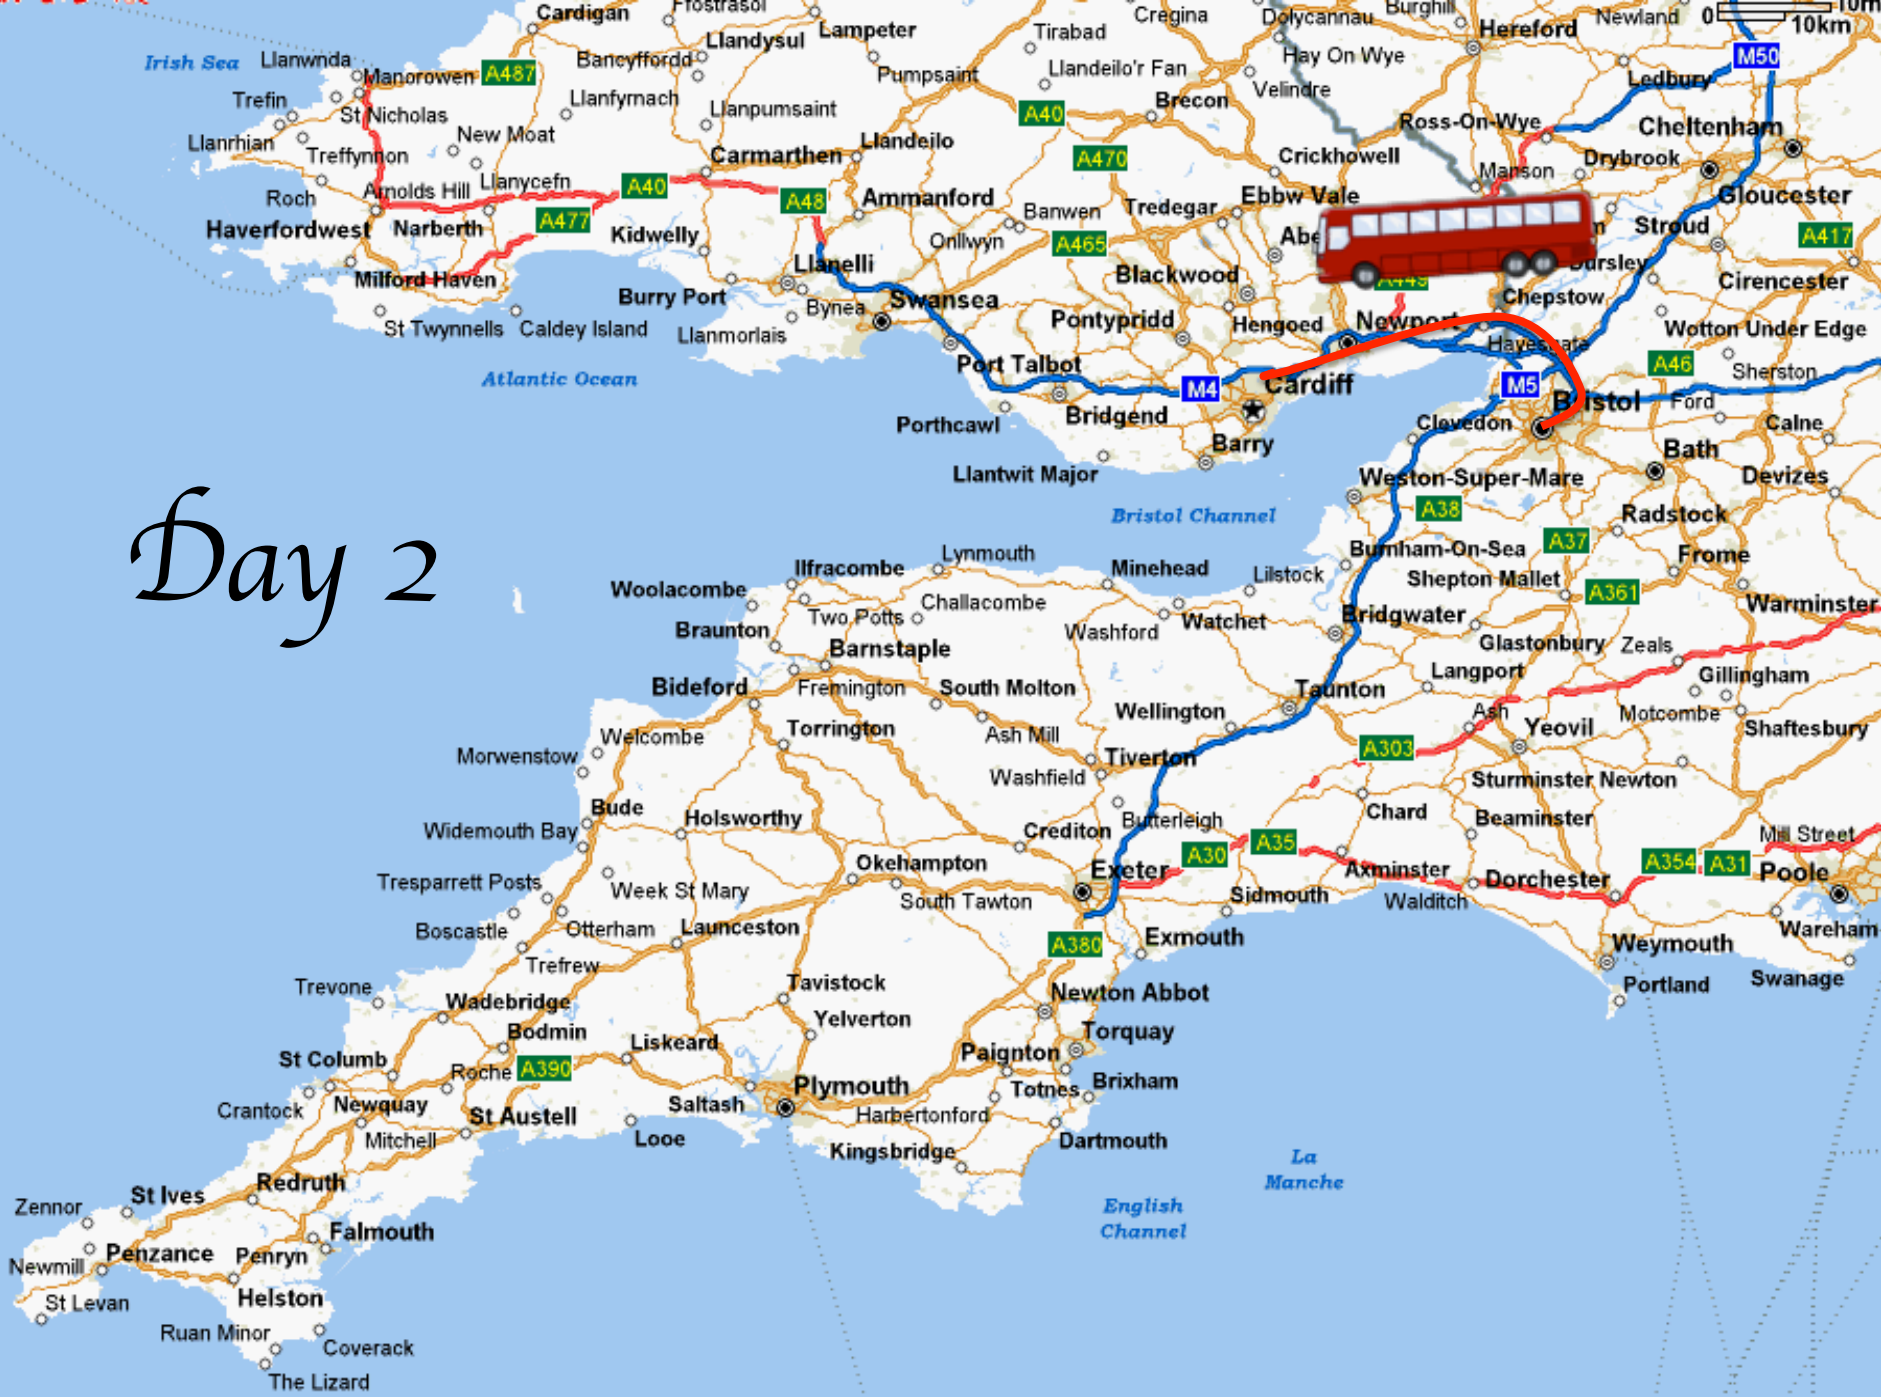 Cardigan
Ffostrasol
Lampeter
Cregina
Dolycannau
Burghill
Newland
0
10km
Irish Sea
Llanwnda
Llandysul
Tirabad
Hereford
Bancyffordd
Hay On Wye
M50
Manorowen
A487
Pumpsaint
Llandeilo'r Fan
Ledbury
Trefin
Llanfyrnach
Llanpumsaint
A40
Brecon
Velindre
St Nicholas
Ross-On-Wye
Cheltenham
Llanrhian
New Moat
Llandeilo
Treffynnon
Carmarthen
A470
Crickhowell
Manson
Drybrook
Roch
Arnolds Hill
Llanycefn
A40
A48
Ammanford
Ebbw Vale
Gloucester
Haverfordwest
Narberth
A477
Banwen
Tredegar
Kidwelly
Onllwyn
A465
Abe
Stroud
A417
Llanelli
Milford Haven
Blackwood
Dursley
Cirencester
Burry Port
Bynea
Swansea
A449
Chepstow
St Twynnells
Caldey Island
Llanmorlais
Pontypridd
Hengoed
Newport
Wotton Under Edge
Hayesgate
Port Talbot
A46
Sherston
Atlantic Ocean
M4
Cardiff
M5
Bristol
Ford
Porthcawl
Bridgend
Clovedon
Calne
Barry
Bath
Llantwit Major
Weston-Super-Mare
Devizes
Day 2
Bristol Channel
A38
Radstock
A37
Burnham-On-Sea
Frome
Lynmouth
Ilfracombe
Minehead
Lilstock
Shepton Mallet
A361
Woolacombe
Challacombe
Warminster
Two Potts
Watchet
Bridgwater
Braunton
Washford
Glastonbury
Zeals
Barnstaple
Langport
Gillingham
Bideford
Fremington
South Molton
Taunton
Wellington
Ash
Motcombe
Torrington
Ash Mill
Yeovil
Shaftesbury
Welcombe
Morwenstow
A303
Tiverton
Washfield
Sturminster Newton
Bude
Holsworthy
Chard
Beaminster
Widemouth Bay
Crediton
Butterleigh
Mill Street
A35
A30
Okehampton
Exeter
Axminster
A354
A31
Poole
Tresparrett Posts
Week St Mary
South Tawton
Sidmouth
Walditch
Dorchester
Boscastle
Otterham
Launceston
Wareham
A380
Exmouth
Weymouth
Trefrew
Swanage
Trevone
Tavistock
Newton Abbot
Portland
Wadebridge
Yelverton
Bodmin
Liskeard
Torquay
St Columb
Paignton
Roche
A390
Plymouth
Totnes
Brixham
Crantock
Newquay
Saltash
Harbertonford
St Austell
Mitchell
Looe
Dartmouth
Kingsbridge
La
Manche
Redruth
St Ives
Zennor
English
Channel
Falmouth
Penzance
Penryn
Newmill
St Levan
Helston
Ruan Minor
Coverack
The Lizard